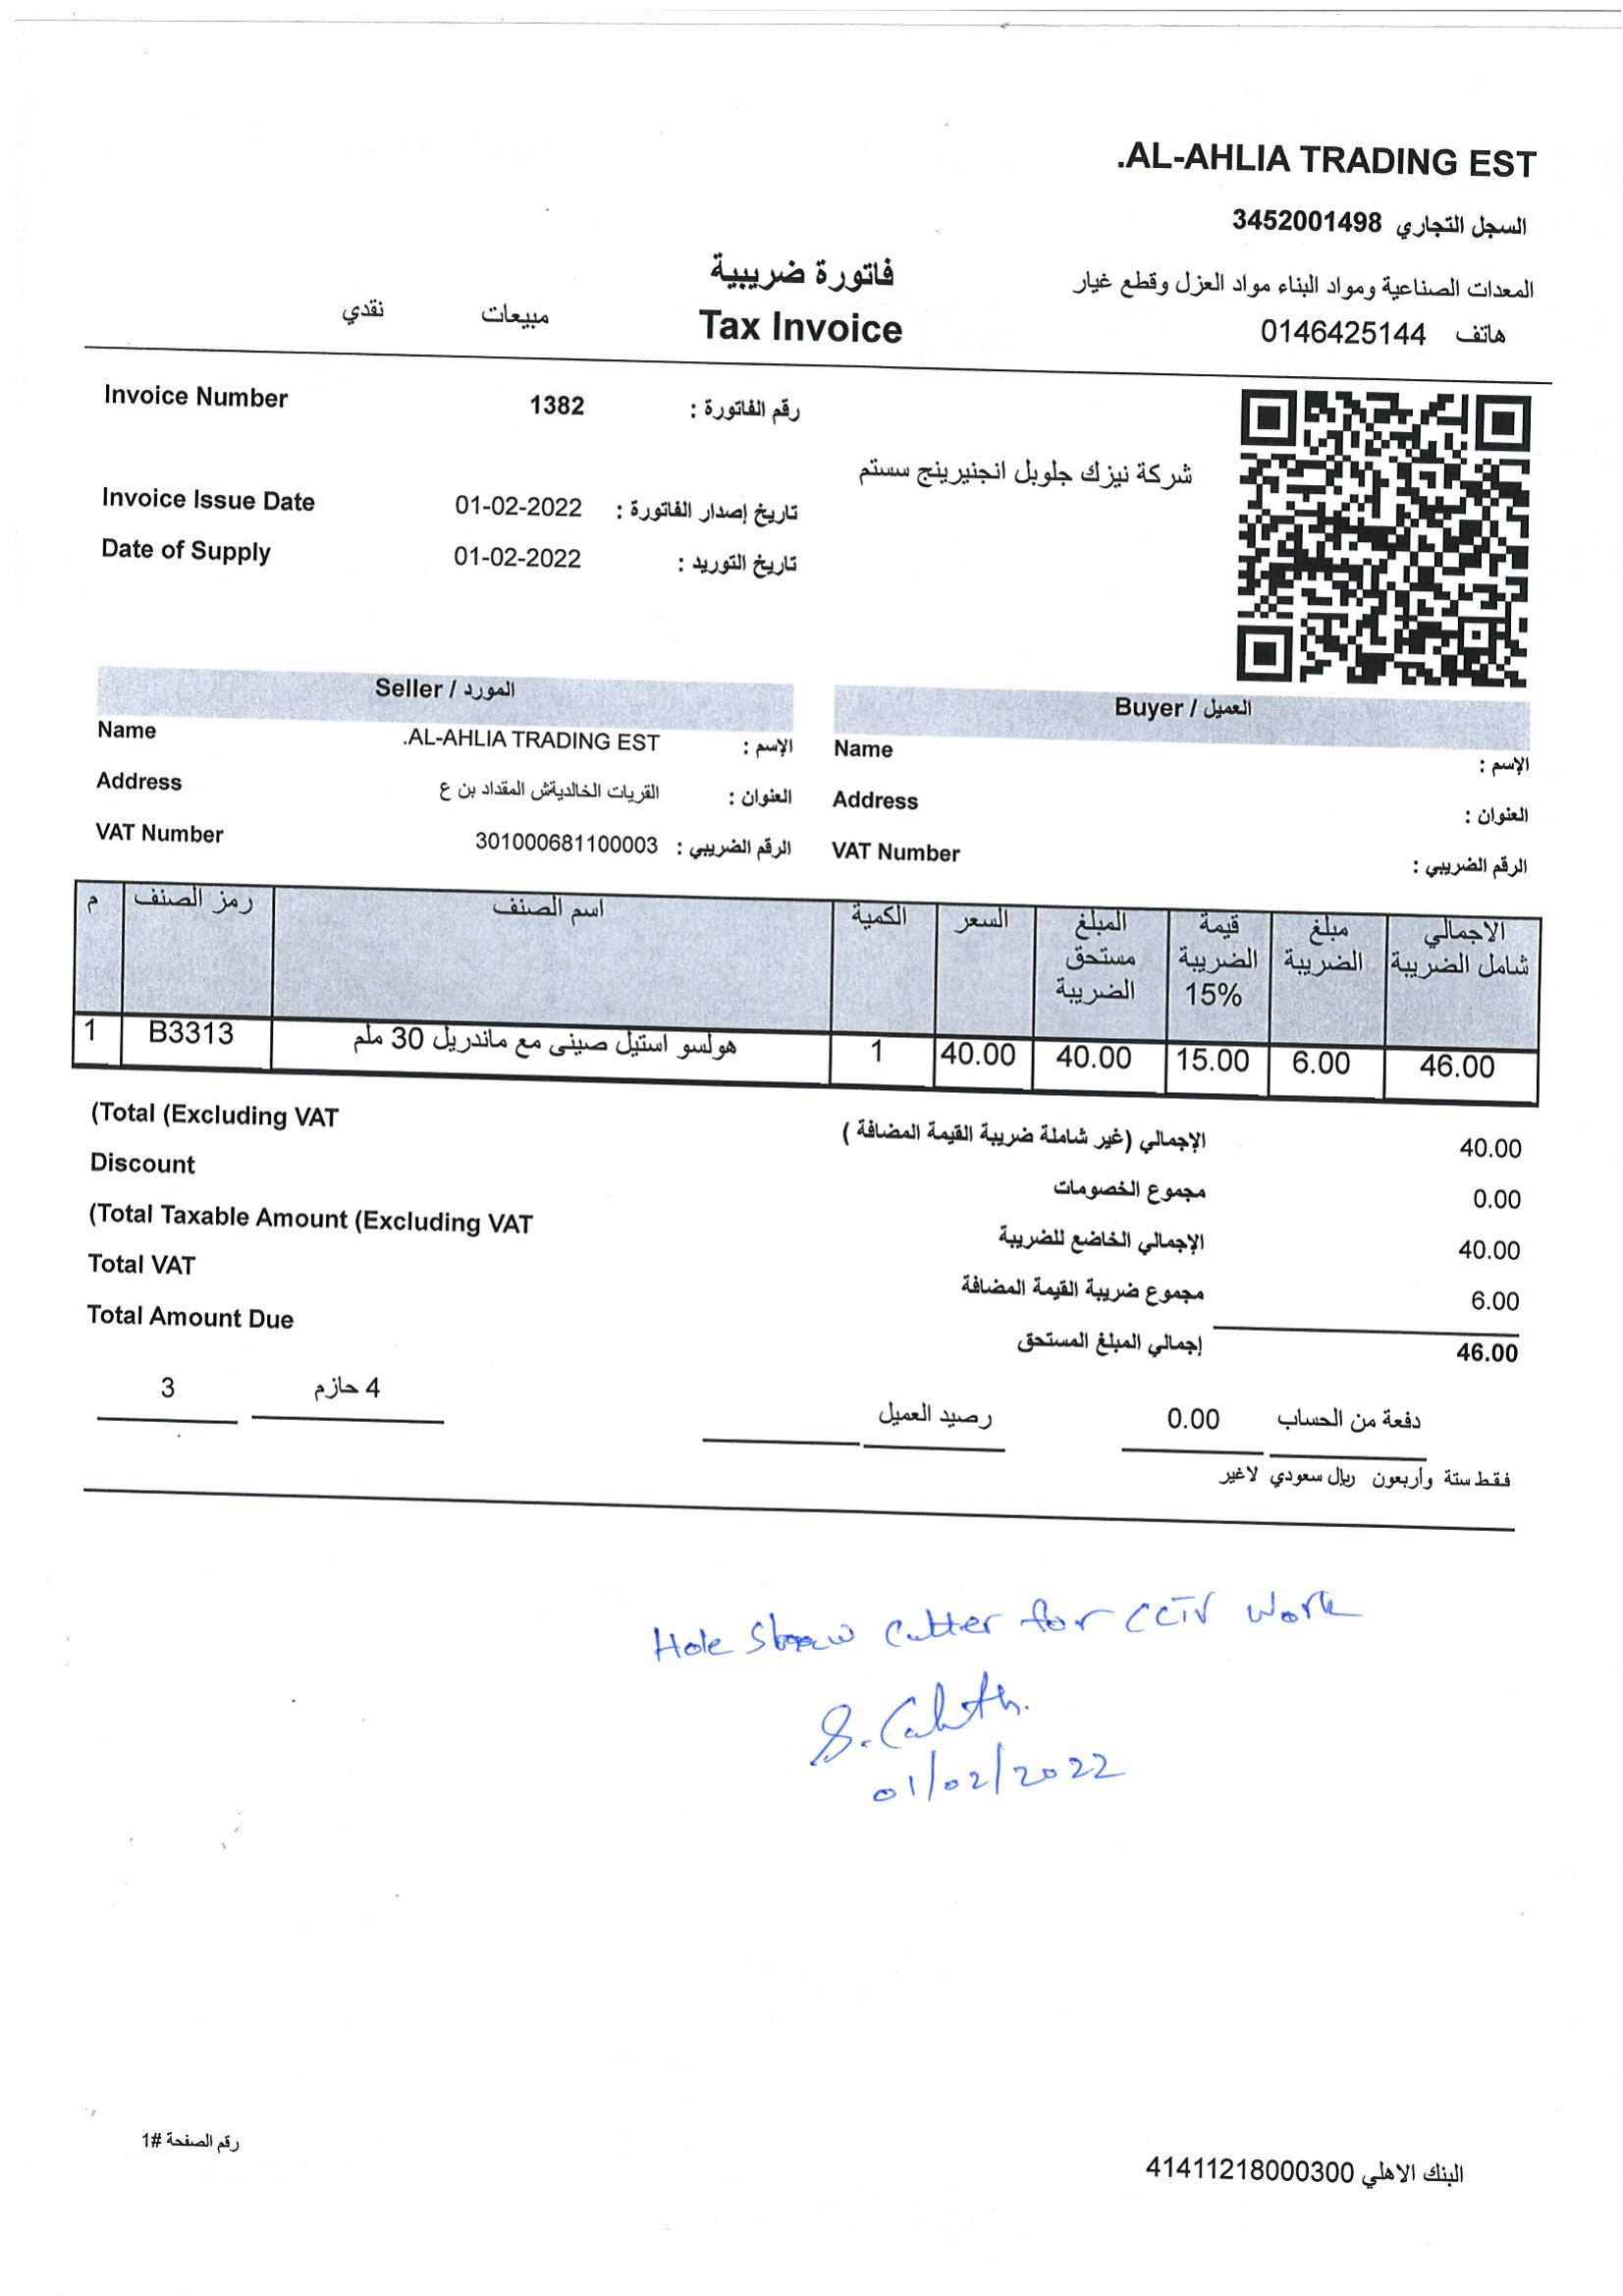 .AL-AHLIA TRADING EST
السجل التجاري 3452001498
المعدات الصناعية ومواد البناء مواد العزل وقطع غيار
هاتف 0146425144
فاتورة ضريبية
Tax Invoice
مبيعات نقدي
Invoice Number 1382 رقم الفاتورة :
شركة نيزك جلوبل انجنيرينج سستم
Invoice Issue Date 01-02-2022 تاريخ إصدار الفاتورة :
Date of Supply 01-02-2022 تاريخ التوريد :
Seller / المورد
Name .AL-AHLIA TRADING EST الإسم :
Address القريات الخالديةش المقداد بن ع العنوان :
VAT Number 301000681100003 الرقم الضريبي :
Buyer / العميل
Name الإسم :
Address العنوان :
VAT Number الرقم الضريبي :
م رمز الصنف اسم الصنف الكمية السعر المبلغ مستحق الضريبة قيمة الضريبة 15% مبلغ الضريبة الاجمالي شامل الضريبة
1 B3313 هولسو استيل صينى مع ماندريل 30 ملم 1 40.00 40.00 15.00 6.00 46.00
(Total (Excluding VAT الإجمالي (غير شاملة ضريبة القيمة المضافة ) 40.00
Discount مجموع الخصومات 0.00
(Total Taxable Amount (Excluding VAT الإجمالي الخاضع للضريبة 40.00
Total VAT مجموع ضريبة القيمة المضافة 6.00
Total Amount Due إجمالي المبلغ المستحق 46.00
3 4 حازم رصيد العميل 0.00 دفعة من الحساب
فقط ستة وأربعون ريال سعودي لاغير
Hole cutter for CCTV work
01/02/2022
رقم الصفحة #1
البنك الاهلي 41411218000300